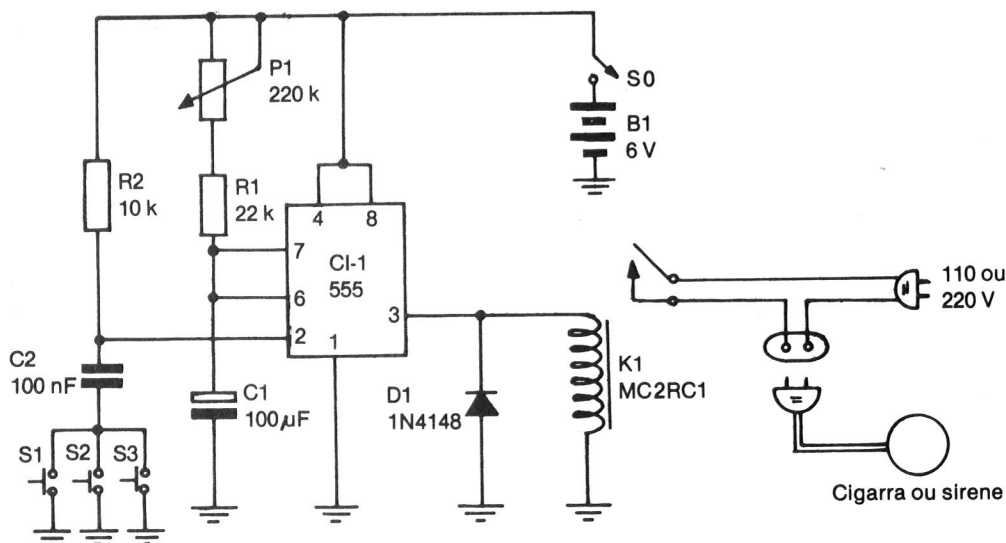 P1
220 k
S0
B1
6 V
R2
10 k
R1
22 k
4
8
7
CI-1
555
6
3
2
1
110 ou
220 V
C2
100 nF
C1
100 µF
D1
1N4148
K1
MC2RC1
S1
S2
S3
Cigarra ou sirene